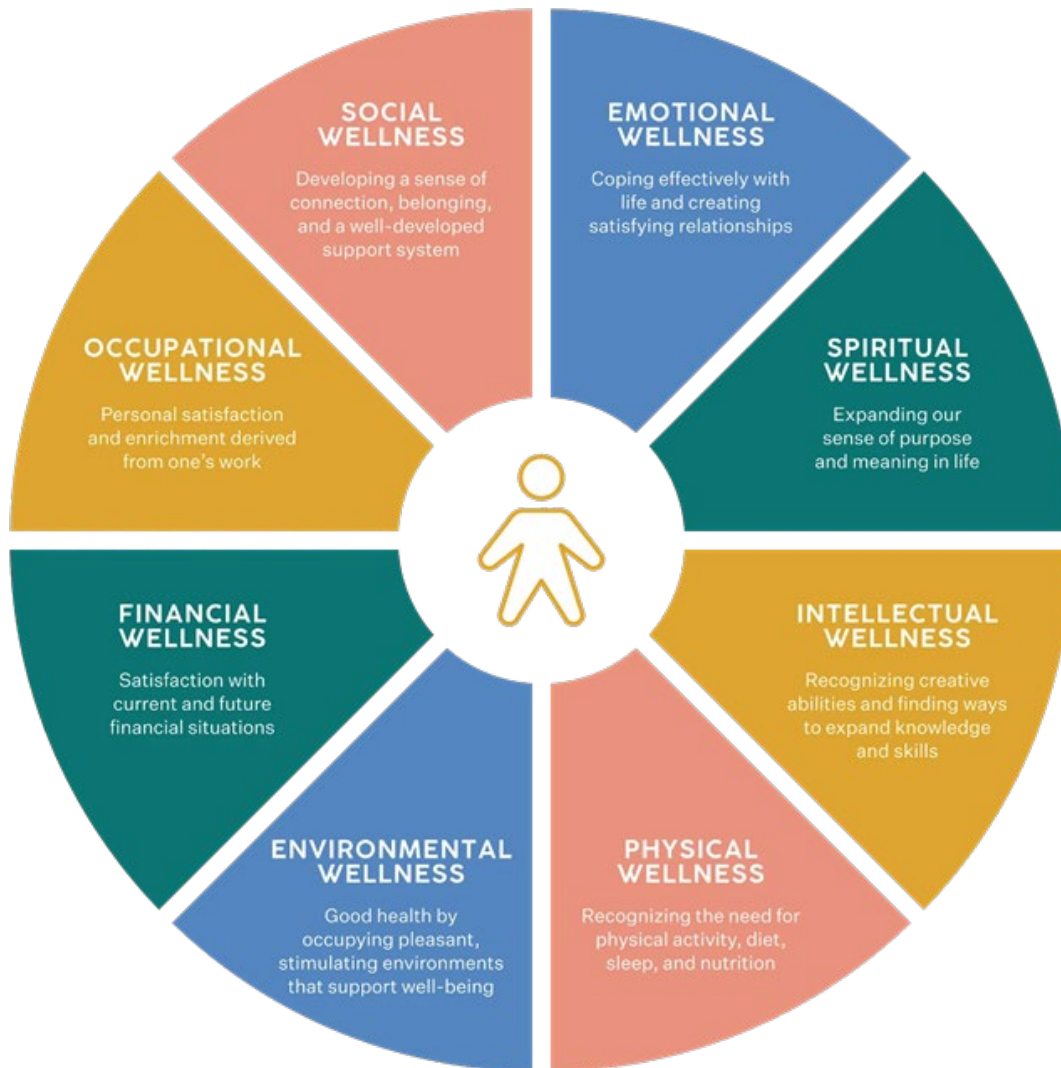 SOCIAL
WELLNESS
Developing a sense of
connection, belonging,
and a well-developed
support system
EMOTIONAL
WELLNESS
Coping effectively with
life and creating
satisfying relationships
SPIRITUAL
WELLNESS
Expanding our
sense of purpose
and meaning in life
INTELLECTUAL
WELLNESS
Recognizing creative
abilities and finding ways
to expand knowledge
and skills
PHYSICAL
WELLNESS
Recognizing the need for
physical activity, diet,
sleep, and nutrition
ENVIRONMENTAL
WELLNESS
Good health by
occupying pleasant,
stimulating environments
that support well-being
FINANCIAL
WELLNESS
Satisfaction with
current and future
financial situations
OCCUPATIONAL
WELLNESS
Personal satisfaction
and enrichment derived
from one's work